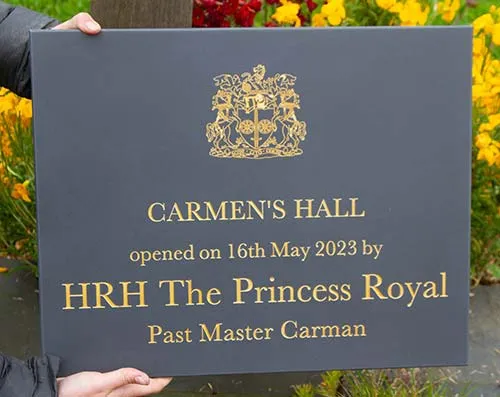 CARMEN'S HALL
opened on 16th May 2023 by
HRH The Princess Royal
Past Master Carman